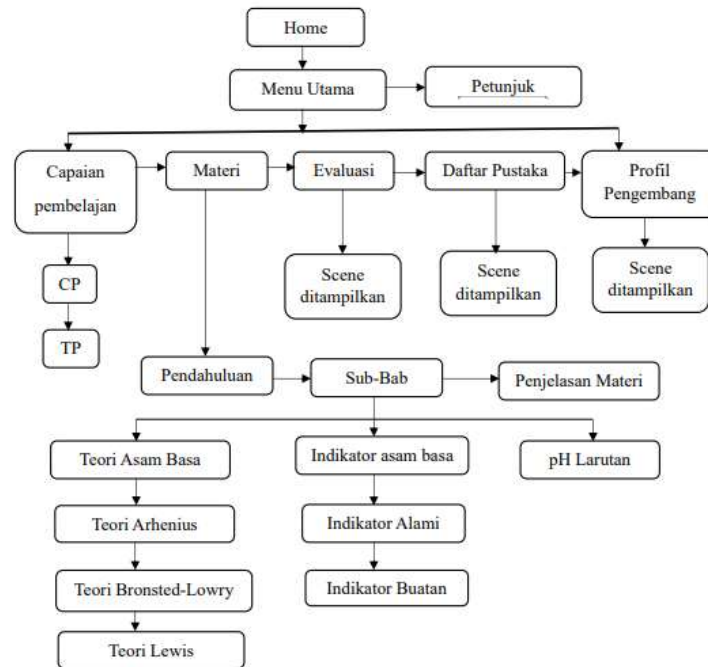 Home
Menu Utama
Petunjuk
Capaian
pembelajan
Materi
Evaluasi
Daftar Pustaka
Profil
Pengembang
CP
TP
Scene
ditampilkan
Scene
ditampilkan
Scene
ditampilkan
Pendahuluan
Sub-Bab
Penjelasan Materi
Teori Asam Basa
Indikator asam basa
pH Larutan
Teori Arhenius
Indikator Alami
Teori Bronsted-Lowry
Indikator Buatan
Teori Lewis